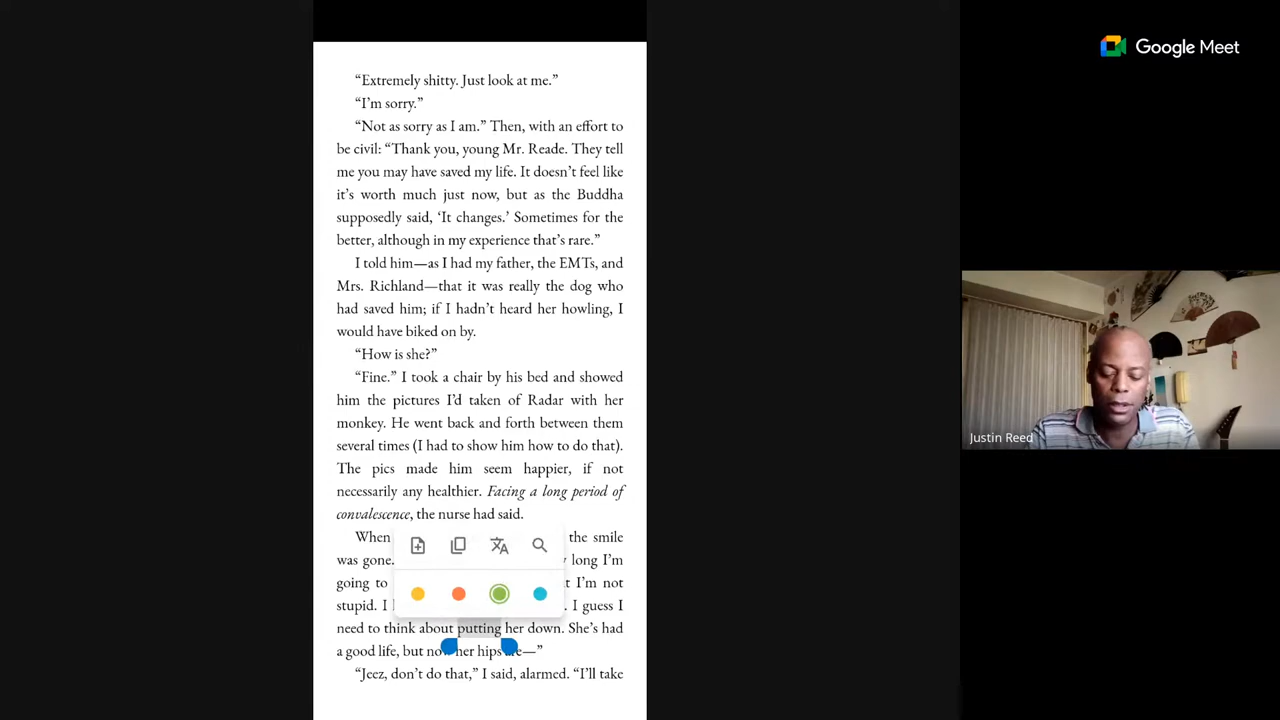 “Extremely shitty. Just look at me.”
“I’m sorry.”
“Not as sorry as I am.” Then, with an effort to
be civil: “Thank you, young Mr. Reade. They tell
me you may have saved my life. It doesn’t feel like
it’s worth much just now, but as the Buddha
supposedly said, ‘It changes.’ Sometimes for the
better, although in my experience that’s rare.”
I told him—as I had my father, the EMTs, and
Mrs. Richland—that it was really the dog who
had saved him; if I hadn’t heard her howling, I
would have biked on by.
“How is she?”
“Fine.” I took a chair by his bed and showed
him the pictures I’d taken of Radar with her
monkey. He went back and forth between them
several times (I had to show him how to do that).
The pics made him seem happier, if not
necessarily any healthier. Facing a long period of
convalescence, the nurse had said.
When the smile
was gone. long I’m
going to I’m not
stupid. I I guess I
need to think about putting her down. She’s had
a good life, but now her hips are—”
“Jeez, don’t do that,” I said, alarmed. “I’ll take
Google Meet
Justin Reed